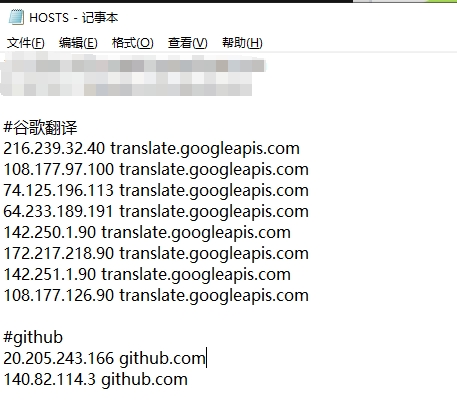 HOSTS - 记事本
文件(F) 编辑(E) 格式(O) 查看(V) 帮助(H)
#谷歌翻译
216.239.32.40 translate.googleapis.com
108.177.97.100 translate.googleapis.com
74.125.196.113 translate.googleapis.com
64.233.189.191 translate.googleapis.com
142.250.1.90 translate.googleapis.com
172.217.218.90 translate.googleapis.com
142.251.1.90 translate.googleapis.com
108.177.126.90 translate.googleapis.com
#github
20.205.243.166 github.com
140.82.114.3 github.com